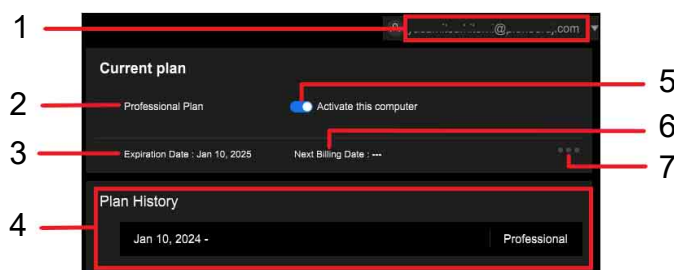 1
Current plan
5
2 Professional Plan Activate this computer
6
3 Expiration Date : Jan 10, 2025 Next Billing Date : --- 7
Plan History
4
Jan 10, 2024 - Professional